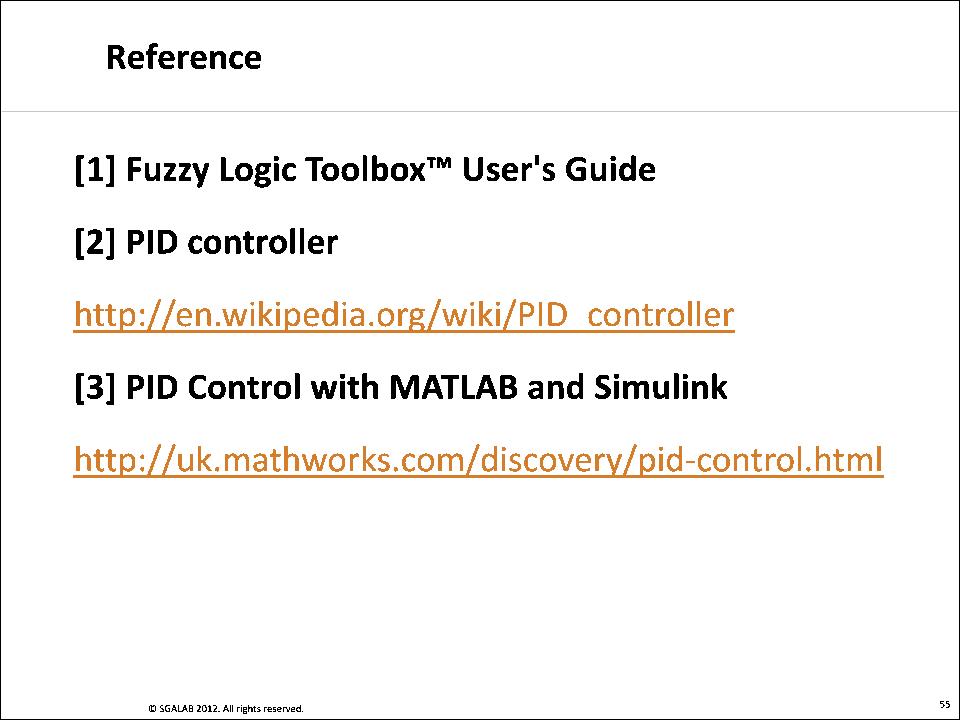 Reference
[1] Fuzzy Logic Toolbox™ User's Guide
[2] PID controller
http://en.wikipedia.org/wiki/PID_controller
[3] PID Control with MATLAB and Simulink
http://uk.mathworks.com/discovery/pid-control.html
© SGALAB 2012. All rights reserved.
55